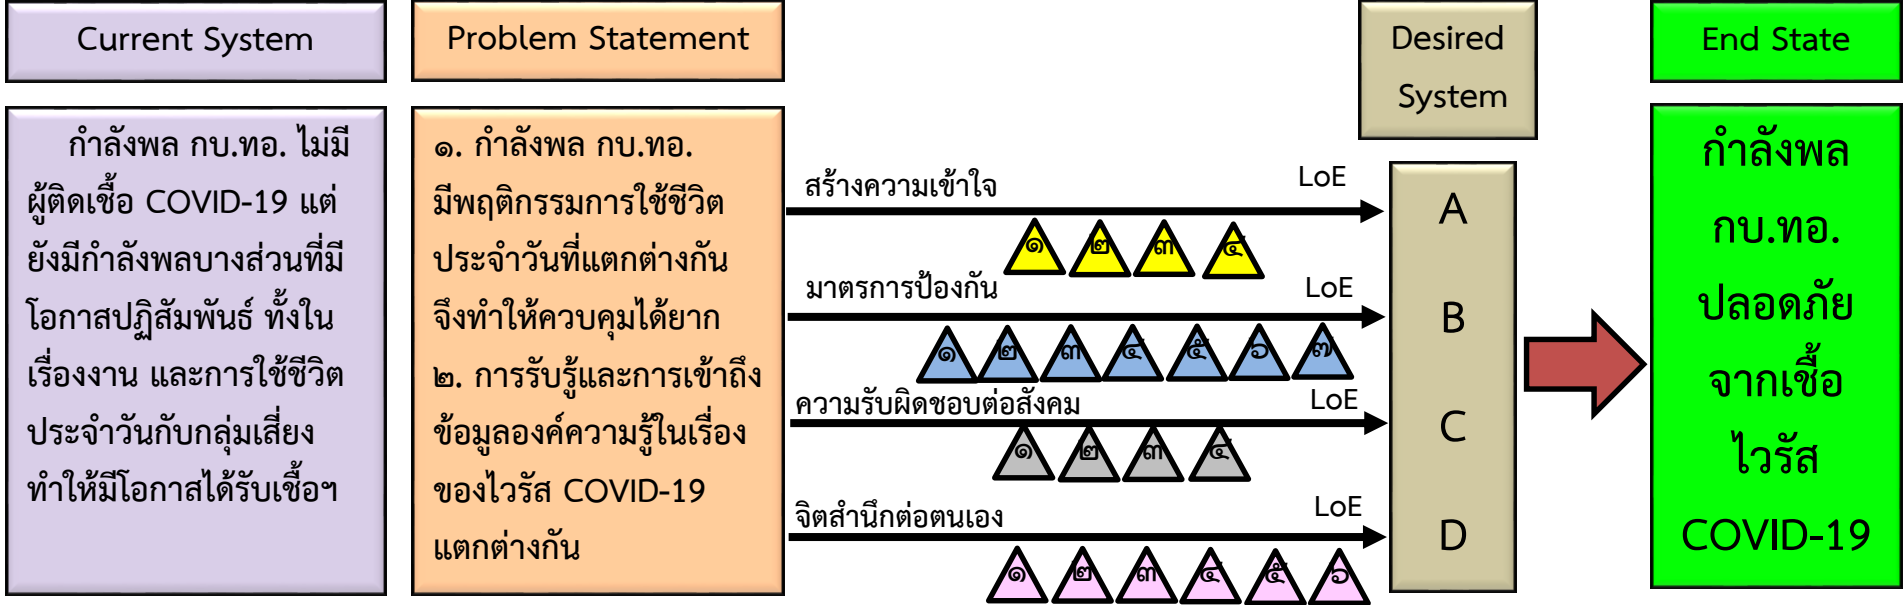 Current System
กำลังพล กบ.ทอ. ไม่มี
ผู้ติดเชื้อ COVID-19 แต่
ยังมีกำลังพลบางส่วนที่มี
โอกาสปฏิสัมพันธ์ ทั้งใน
เรื่องงาน และการใช้ชีวิต
ประจำวันกับกลุ่มเสี่ยง
ทำให้มีโอกาสได้รับเชื้อฯ
Problem Statement
๑. กำลังพล กบ.ทอ.
มีพฤติกรรมการใช้ชีวิต
ประจำวันที่แตกต่างกัน
จึงทำให้ควบคุมได้ยาก
๒. การรับรู้และการเข้าถึง
ข้อมูลองค์ความรู้ในเรื่อง
ของไวรัส COVID-19
แตกต่างกัน
สร้างความเข้าใจ LoE
๑ ๒ ๓ ๔
มาตรการป้องกัน LoE
๑ ๒ ๓ ๔ ๕ ๖ ๗
ความรับผิดชอบต่อสังคม LoE
๑ ๒ ๓ ๔
จิตสำนึกต่อตนเอง LoE
๑ ๒ ๓ ๔ ๕ ๖
Desired
System
A
B
C
D
End State
กำลังพล
กบ.ทอ.
ปลอดภัย
จากเชื้อ
ไวรัส
COVID-19